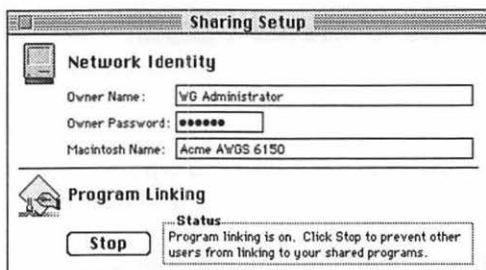 Sharing Setup
Network Identity
Owner Name: WG Administrator
Owner Password: ●●●●●●
Macintosh Name: Acme AWGS 6150
Program Linking
Status
Stop
Program linking is on. Click Stop to prevent other
users from linking to your shared programs.